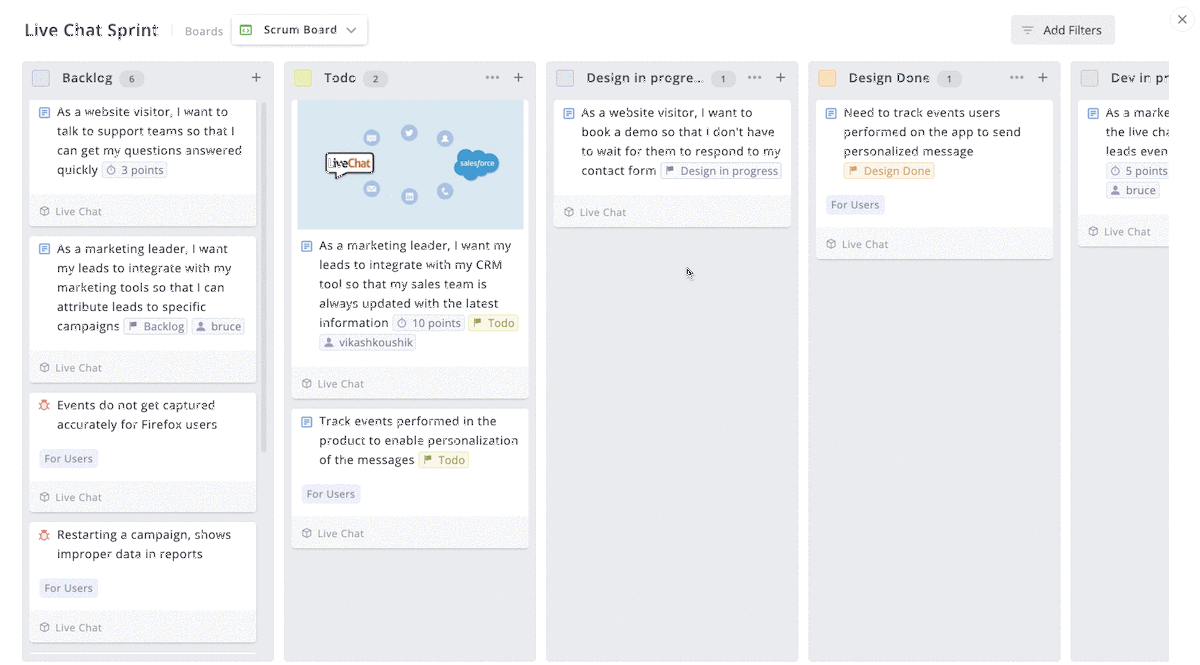 Live Chat Sprint
Boards
Scrum Board
Add Filters
Backlog 6
As a website visitor, I want to
talk to support teams so that I
can get my questions answered
quickly 3 points
Live Chat
As a marketing leader, I want
my leads to integrate with my
marketing tools so that I can
attribute leads to specific
campaigns Backlog bruce
Live Chat
Events do not get captured
accurately for Firefox users
For Users
Live Chat
Restarting a campaign, shows
improper data in reports
For Users
Live Chat
Todo 2
LiveChat
salesforce
in
As a marketing leader, I want my
leads to integrate with my CRM
tool so that my sales team is
always updated with the latest
information 10 points Todo
vikashkoushik
Live Chat
Track events performed in the
product to enable personalization
of the messages Todo
For Users
Live Chat
Design in progre... 1
As a website visitor, I want to
book a demo so that I don't have
to wait for them to respond to my
contact form Design in progress
Live Chat
Design Done 1
Need to track events users
performed on the app to send
personalized message
Design Done
For Users
Live Chat
Dev in pr
As a marke
the live cha
leads even
5 points
bruce
Live Chat